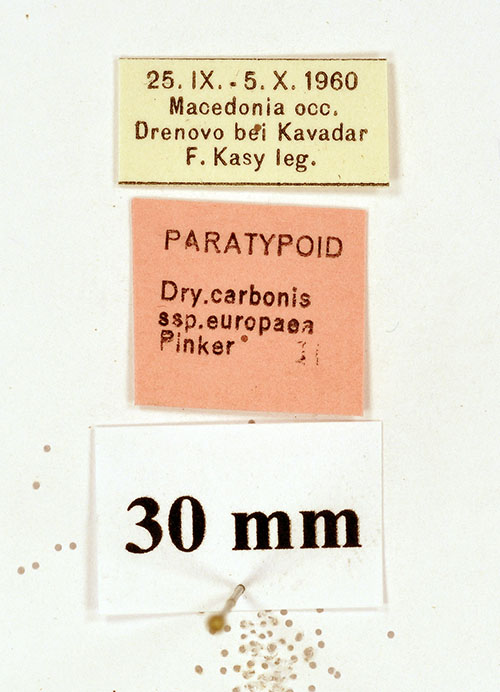 25. IX. - 5. X. 1960
Macedonia occ.
Drenovo bei Kavadar
F. Kasy leg.
PARATYPOID
Dry.carbonis
ssp.europaea
Pinker
30 mm